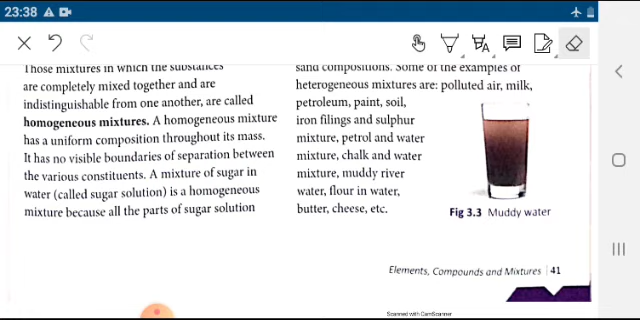 23:38
Those mixtures in which the substances
are completely mixed together and are
indistinguishable from one another, are called
homogeneous mixtures. A homogeneous mixture
has a uniform composition throughout its mass.
It has no visible boundaries of separation between
the various constituents. A mixture of sugar in
water (called sugar solution) is a homogeneous
mixture because all the parts of sugar solution
sand compositions. Some of the examples of
heterogeneous mixtures are: polluted air, milk,
petroleum, paint, soil,
iron filings and sulphur
mixture, petrol and water
mixture, chalk and water
mixture, muddy river
water, flour in water,
butter, cheese, etc.
Fig 3.3 Muddy water
Elements, Compounds and Mixtures | 41
Scanned with CamScanner